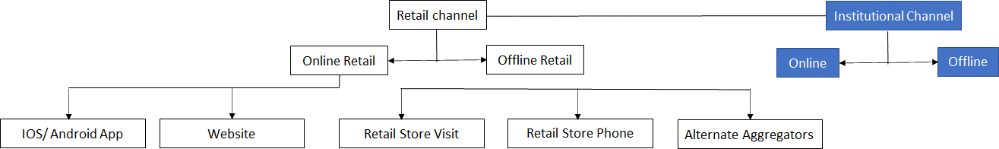 Retail channel
Institutional Channel
Online Retail
Offline Retail
Online
Offline
IOS/ Android App
Website
Retail Store Visit
Retail Store Phone
Alternate Aggregators